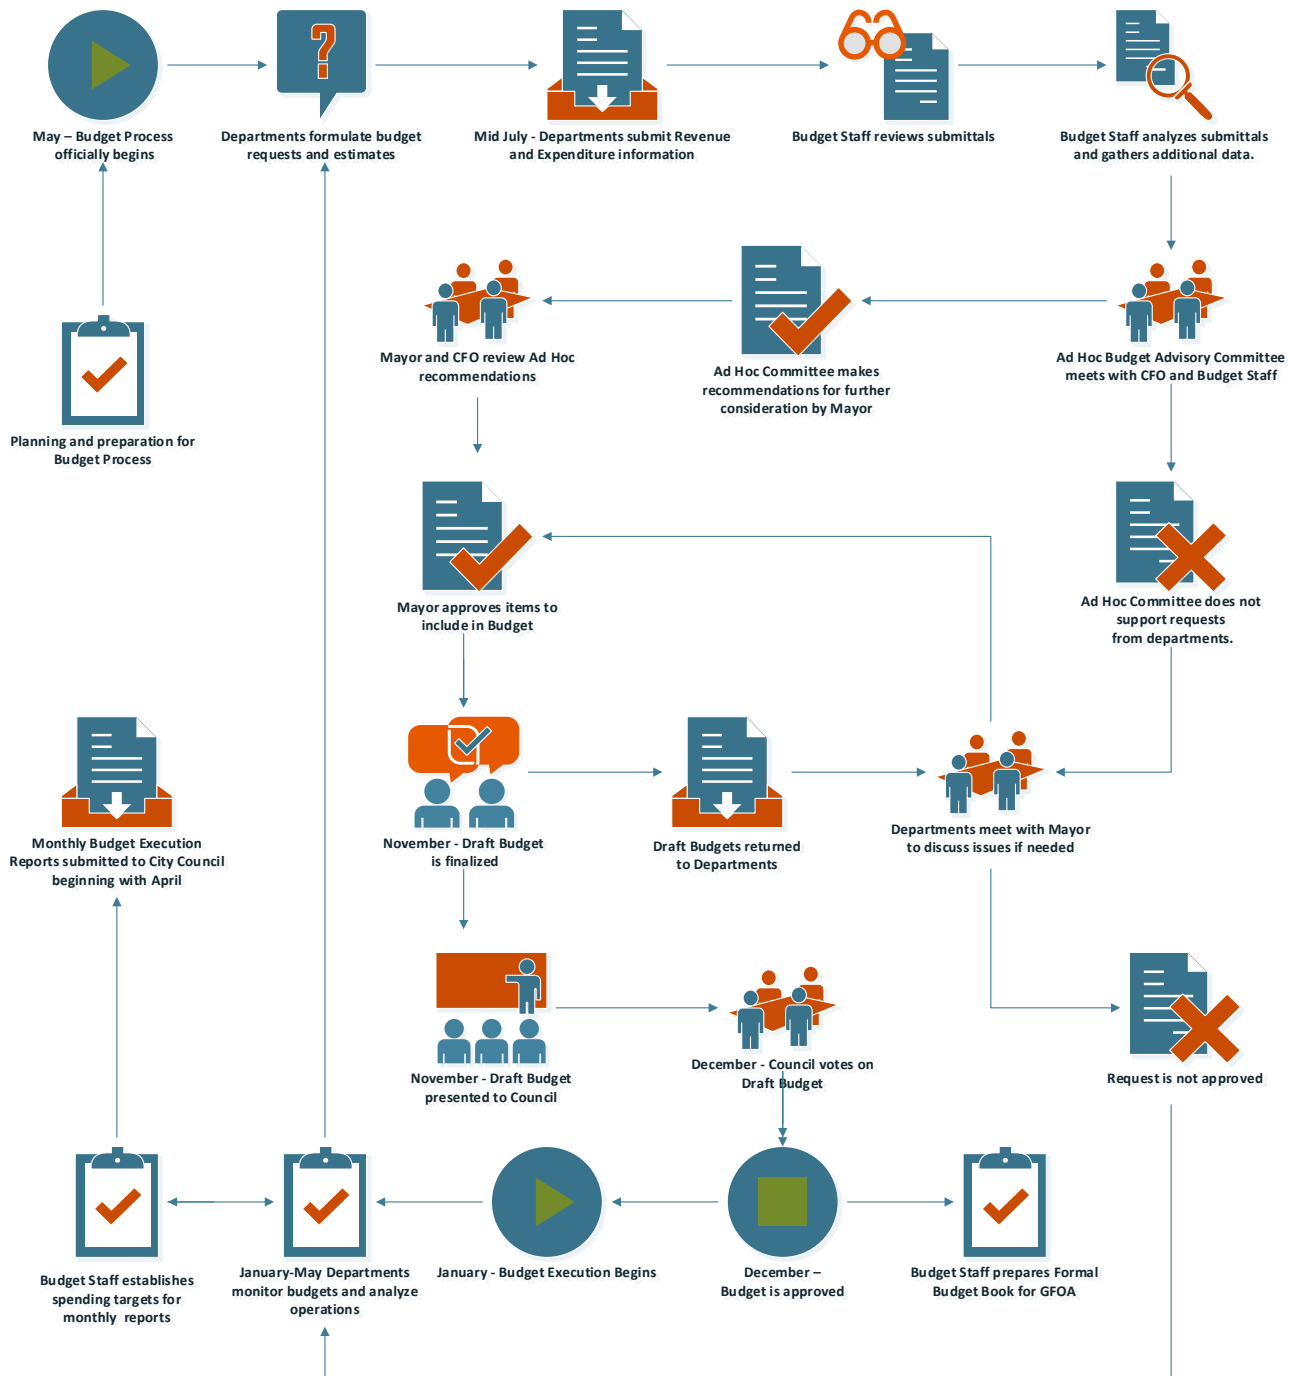 May – Budget Process
officially begins
Departments formulate budget
requests and estimates
Mid July - Departments submit Revenue
and Expenditure information
Budget Staff reviews submittals
Budget Staff analyzes submittals
and gathers additional data.
Planning and preparation for
Budget Process
Mayor and CFO review Ad Hoc
recommendations
Ad Hoc Committee makes
recommendations for further
consideration by Mayor
Ad Hoc Budget Advisory Committee
meets with CFO and Budget Staff
Mayor approves items to
include in Budget
Ad Hoc Committee does not
support requests
from departments.
Monthly Budget Execution
Reports submitted to City Council
beginning with April
November - Draft Budget
is finalized
Draft Budgets returned
to Departments
Departments meet with Mayor
to discuss issues if needed
November - Draft Budget
presented to Council
December - Council votes on
Draft Budget
Request is not approved
Budget Staff establishes
spending targets for
monthly reports
January-May Departments
monitor budgets and analyze
operations
January - Budget Execution Begins
December –
Budget is approved
Budget Staff prepares Formal
Budget Book for GFOA